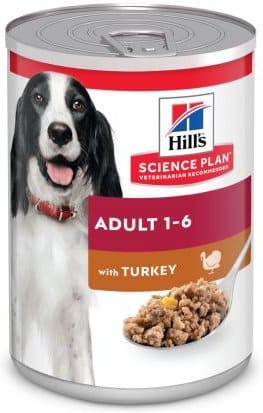 Hill's
SCIENCE PLAN
VETERINARIAN RECOMMENDED
ADULT 1-6
with TURKEY